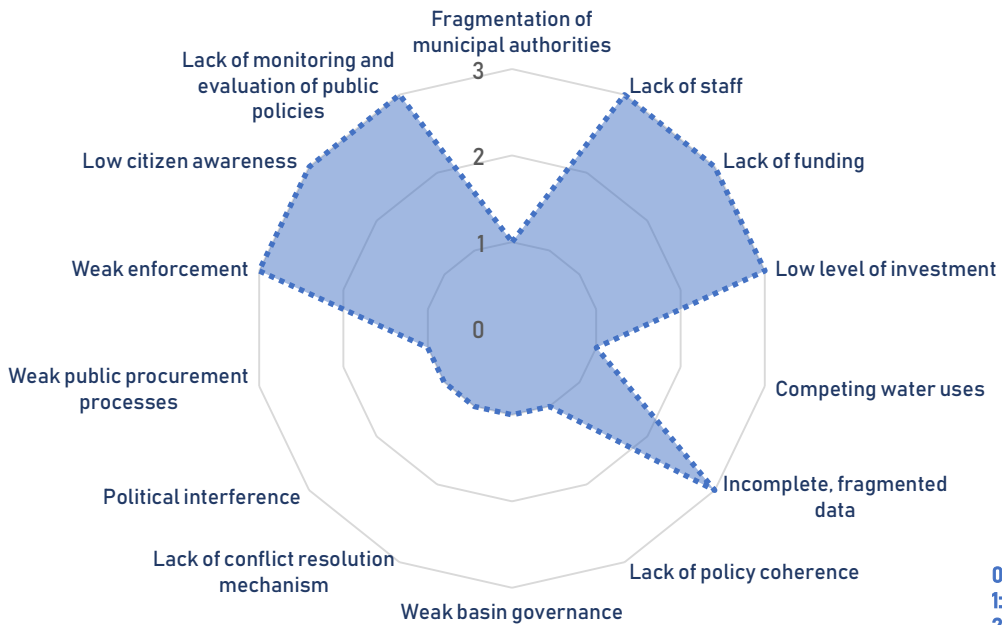 Fragmentation of
municipal authorities
Lack of monitoring and
evaluation of public
policies
3
Lack of staff
Low citizen awareness
2
Lack of funding
Weak enforcement
1
Low level of investment
0
Weak public procurement
processes
Competing water uses
Political interference
Incomplete, fragmented
data
Lack of conflict resolution
mechanism
Lack of policy coherence
Weak basin governance
0
1:
2